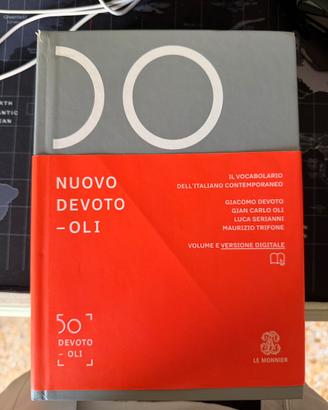 50
NUOVO
DEVOTO
–OLI
IL VOCABOLARIO
DELL'ITALIANO CONTEMPORANEO
GIACOMO DEVOTO
GIAN CARLO OLI
LUCA SERIANNI
MAURIZIO TRIFONE
VOLUME E VERSIONE DIGITALE
50
DEVOTO
– OLI
LE MONNIER